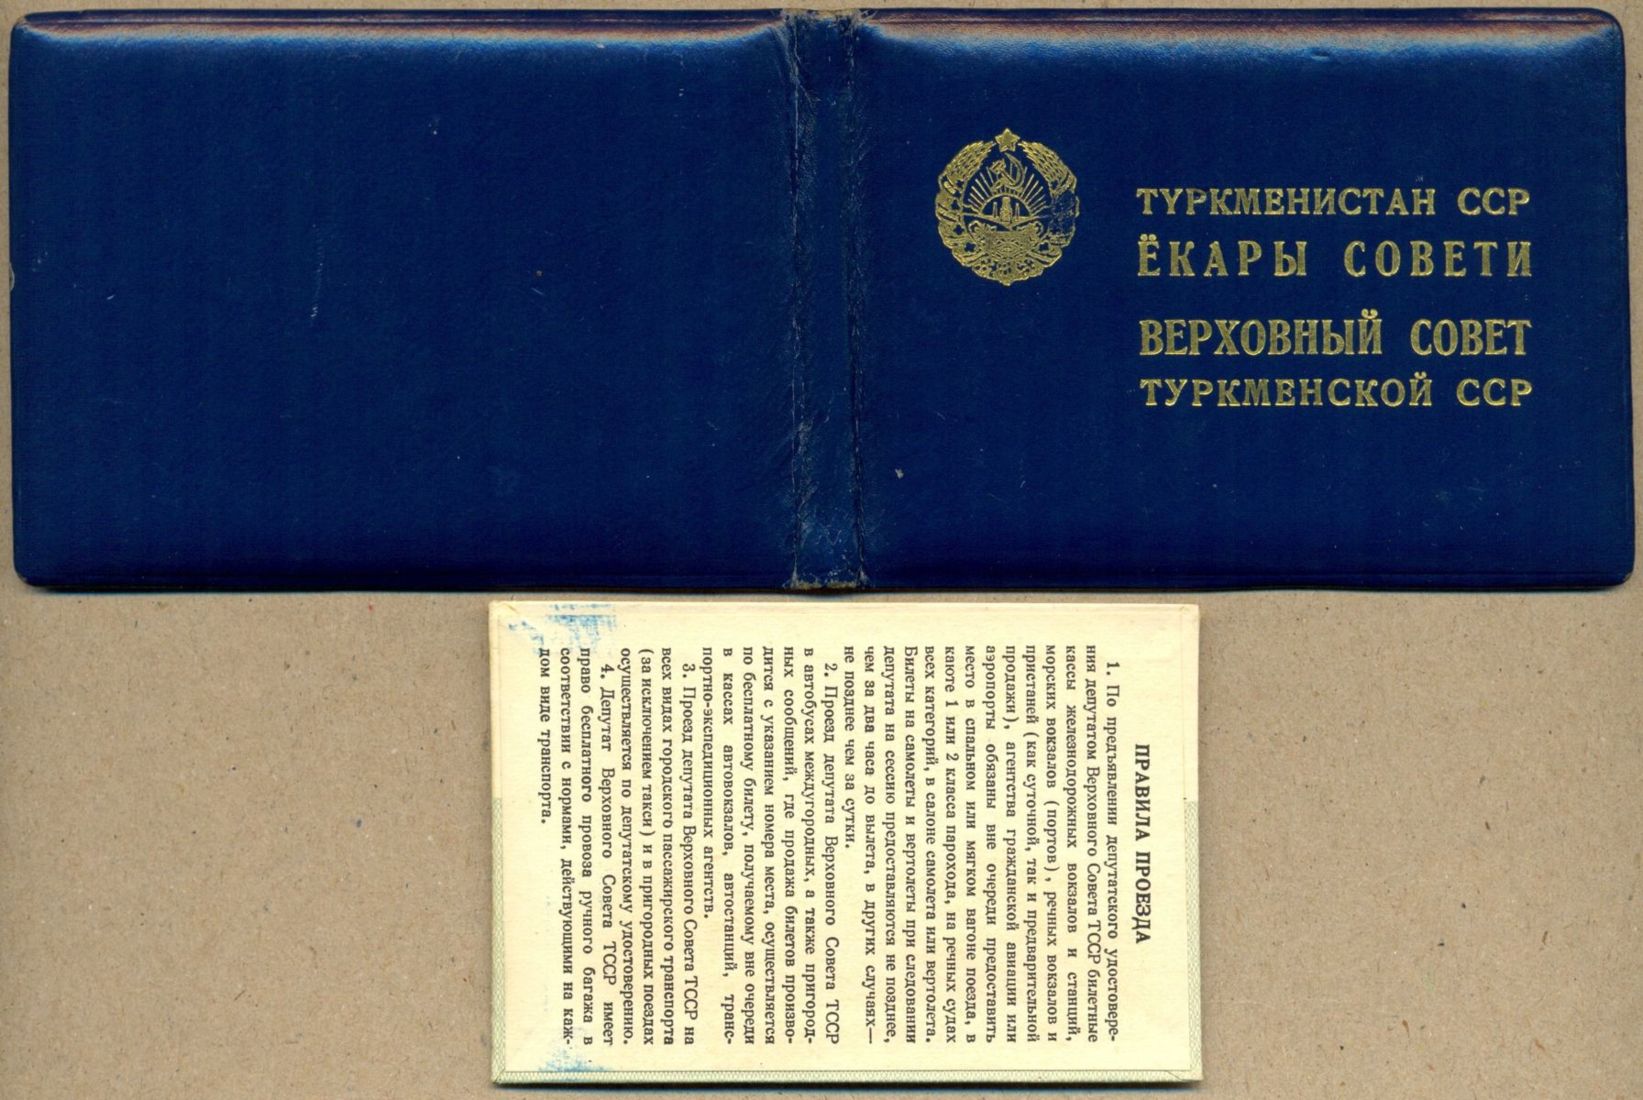 ТҮРКМЕНИСТАН ССР
ЁКАРЫ СОВЕТИ
ВЕРХОВНЫЙ СОВЕТ
ТУРКМЕНСКОЙ ССР
ПРАВИЛА ПРОЕЗДА
1. По предъявлении депутатского удостовере-
ния депутатом Верховного Совета ТССР билетные
кассы железнодорожных вокзалов и станций,
морских вокзалов (портов), речных вокзалов и
пристаней (как суточной, так и предварительной
продажи), агентства гражданской авиации или
аэропорты обязаны вне очереди предоставить
место в спальном или мягком вагоне поезда, в
каюте 1 или 2 класса парохода, на речных судах
всех категорий, в салоне самолета или вертолета.
Билеты на самолеты и вертолеты при следовании
депутата на сессию предоставляются не позднее,
чем за два часа до вылета, в других случаях—
не позднее чем за сутки.
2. Проезд депутата Верховного Совета ТССР
в автобусах междугородных, а также пригород-
ных сообщений, где продажа билетов произво-
дится с указанием номера места, осуществляется
по бесплатному билету, получаемому вне очереди
в кассах автовокзалов, автостанций, транс-
портно-экспедиционных агентств.
3. Проезд депутата Верховного Совета ТССР на
всех видах городского пассажирского транспорта
(за исключением такси) и в пригородных поездах
осуществляется по депутатскому удостоверению.
4. Депутат Верховного Совета ТССР имеет
право бесплатного провоза ручного багажа в
соответствии с нормами, действующими на каж-
дом виде транспорта.